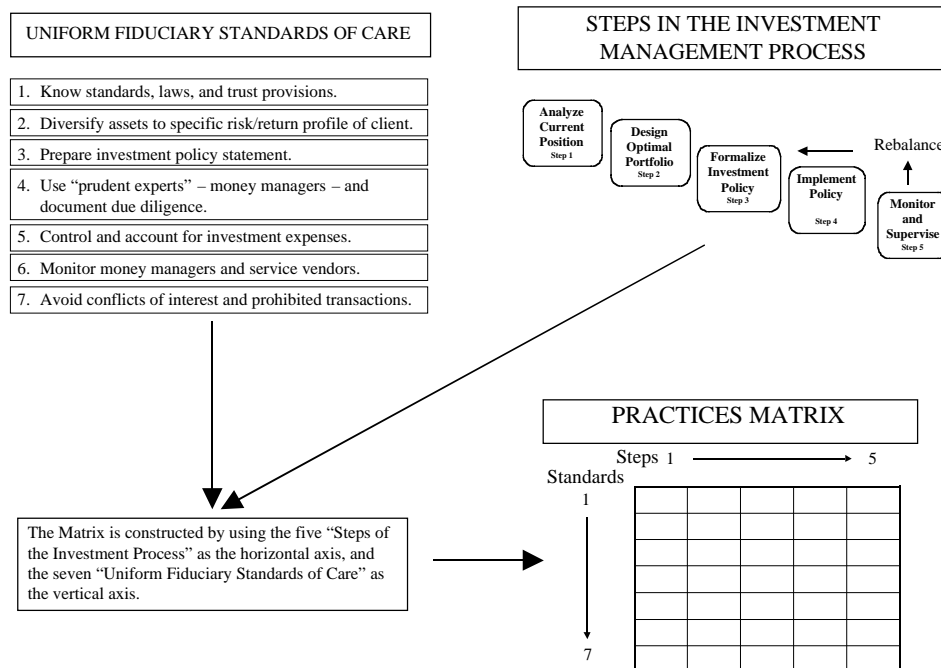 UNIFORM FIDUCIARY STANDARDS OF CARE
1. Know standards, laws, and trust provisions.
2. Diversify assets to specific risk/return profile of client.
3. Prepare investment policy statement.
4. Use “prudent experts” – money managers – and
document due diligence.
5. Control and account for investment expenses.
6. Monitor money managers and service vendors.
7. Avoid conflicts of interest and prohibited transactions.
STEPS IN THE INVESTMENT
MANAGEMENT PROCESS
Analyze
Current
Position
Step 1
Design
Optimal
Portfolio
Step 2
Formalize
Investment
Policy
Step 3
Implement
Policy
Step 4
Rebalance
Monitor
and
Supervise
Step 5
The Matrix is constructed by using the five “Steps of
the Investment Process” as the horizontal axis, and
the seven “Uniform Fiduciary Standards of Care” as
the vertical axis.
PRACTICES MATRIX
Steps 1 5
Standards
1
7